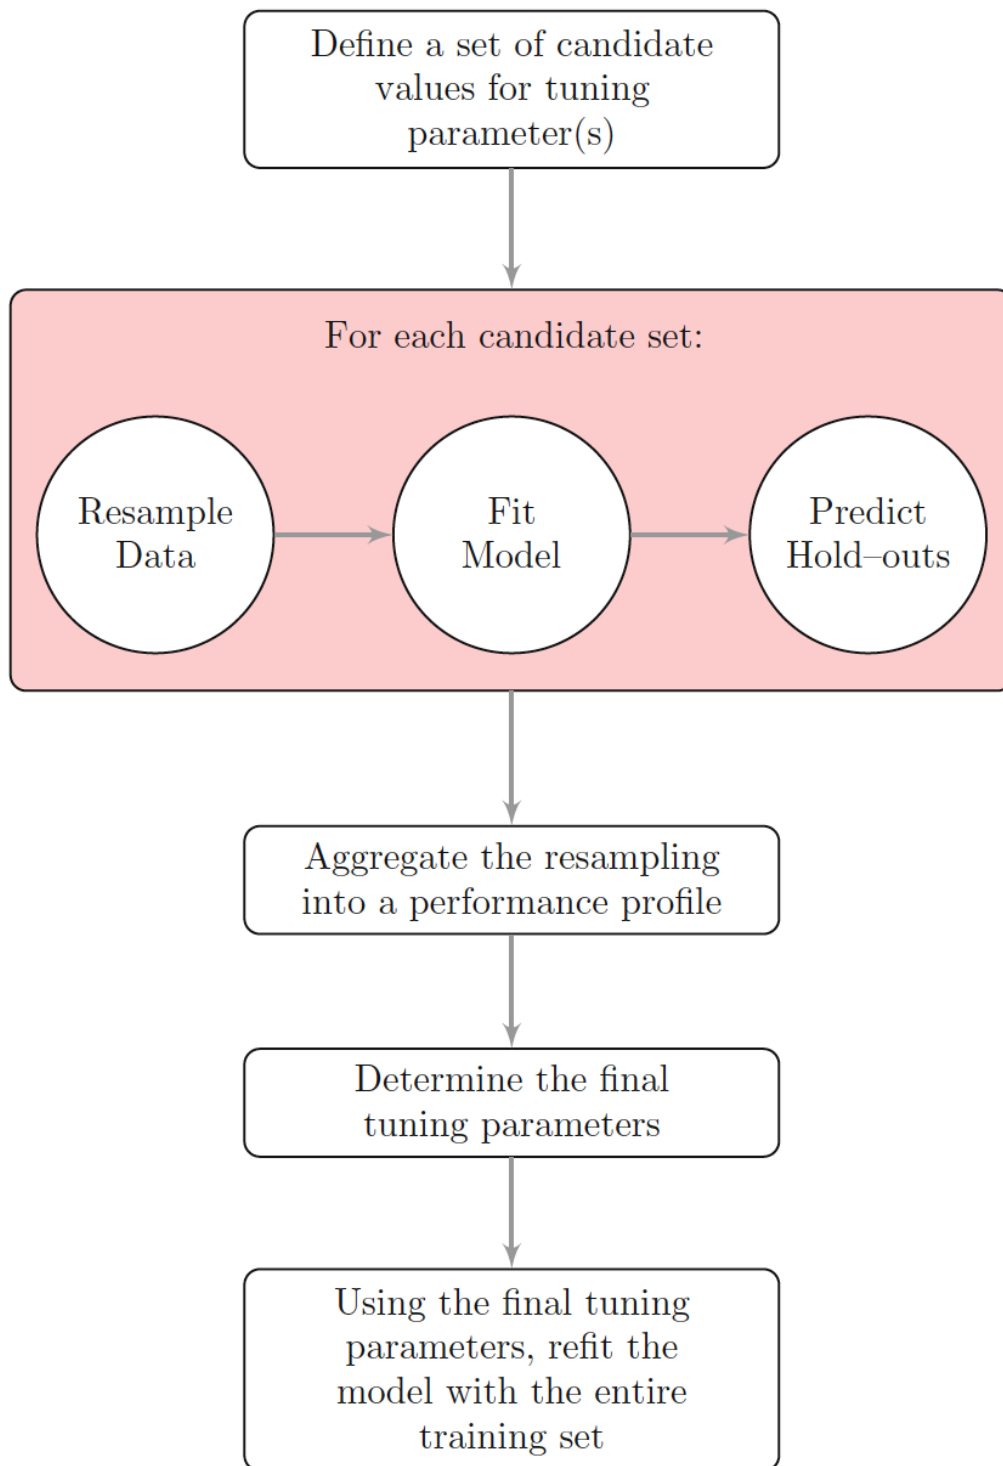 Define a set of candidate
values for tuning
parameter(s)
For each candidate set:
Resample
Data
Fit
Model
Predict
Hold–outs
Aggregate the resampling
into a performance profile
Determine the final
tuning parameters
Using the final tuning
parameters, refit the
model with the entire
training set